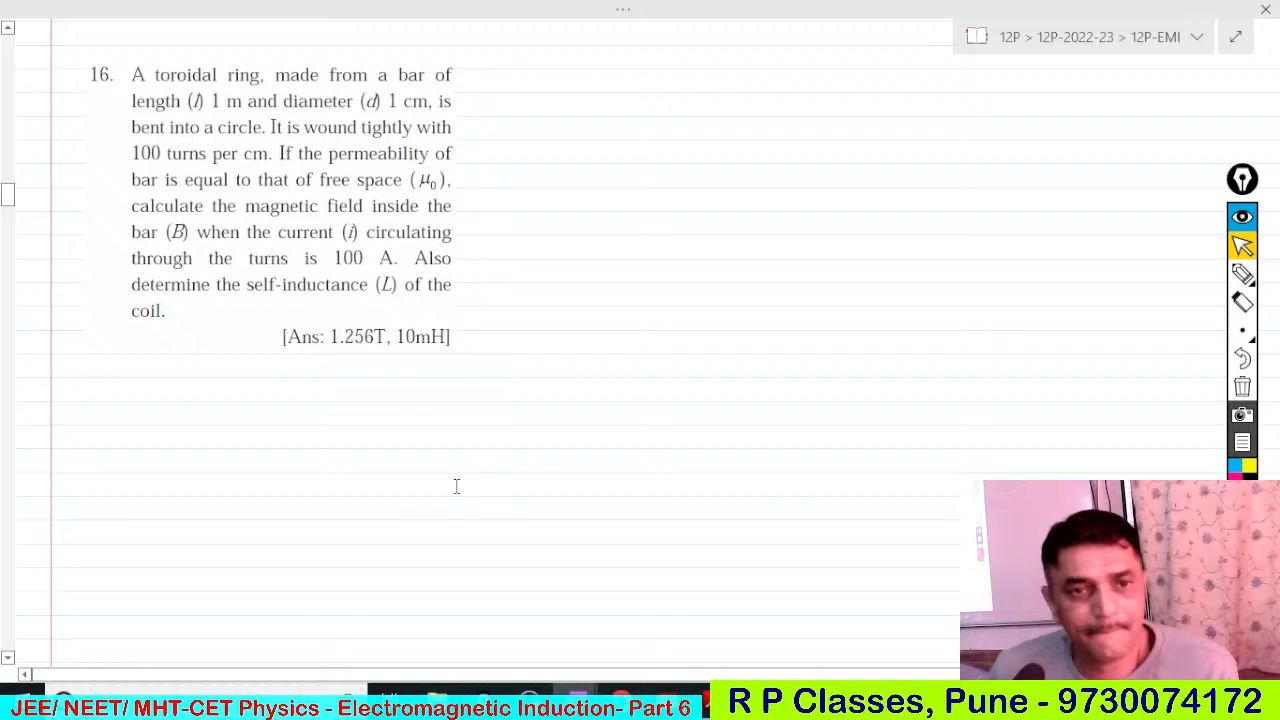 12P > 12P-2022-23 > 12P-EMI
16. A toroidal ring, made from a bar of
length (l) 1 m and diameter (d) 1 cm, is
bent into a circle. It is wound tightly with
100 turns per cm. If the permeability of
bar is equal to that of free space (μ₀),
calculate the magnetic field inside the
bar (B) when the current (i) circulating
through the turns is 100 A. Also
determine the self-inductance (L) of the
coil.
[Ans: 1.256T, 10mH]
JEE/ NEET/ MHT-CET Physics - Electromagnetic Induction- Part 6
R P Classes, Pune - 9730074172